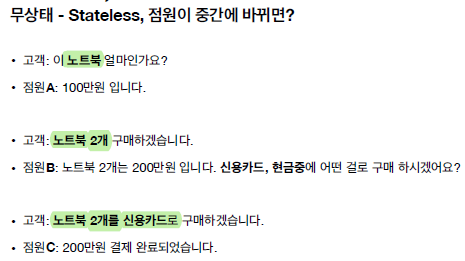 무상태 - Stateless, 점원이 중간에 바뀌면?
• 고객: 이 노트북 얼마인가요?
• 점원A: 100만원 입니다.
• 고객: 노트북 2개 구매하겠습니다.
• 점원B: 노트북 2개는 200만원 입니다. 신용카드, 현금중에 어떤 걸로 구매 하시겠어요?
• 고객: 노트북 2개를 신용카드로 구매하겠습니다.
• 점원C: 200만원 결제 완료되었습니다.